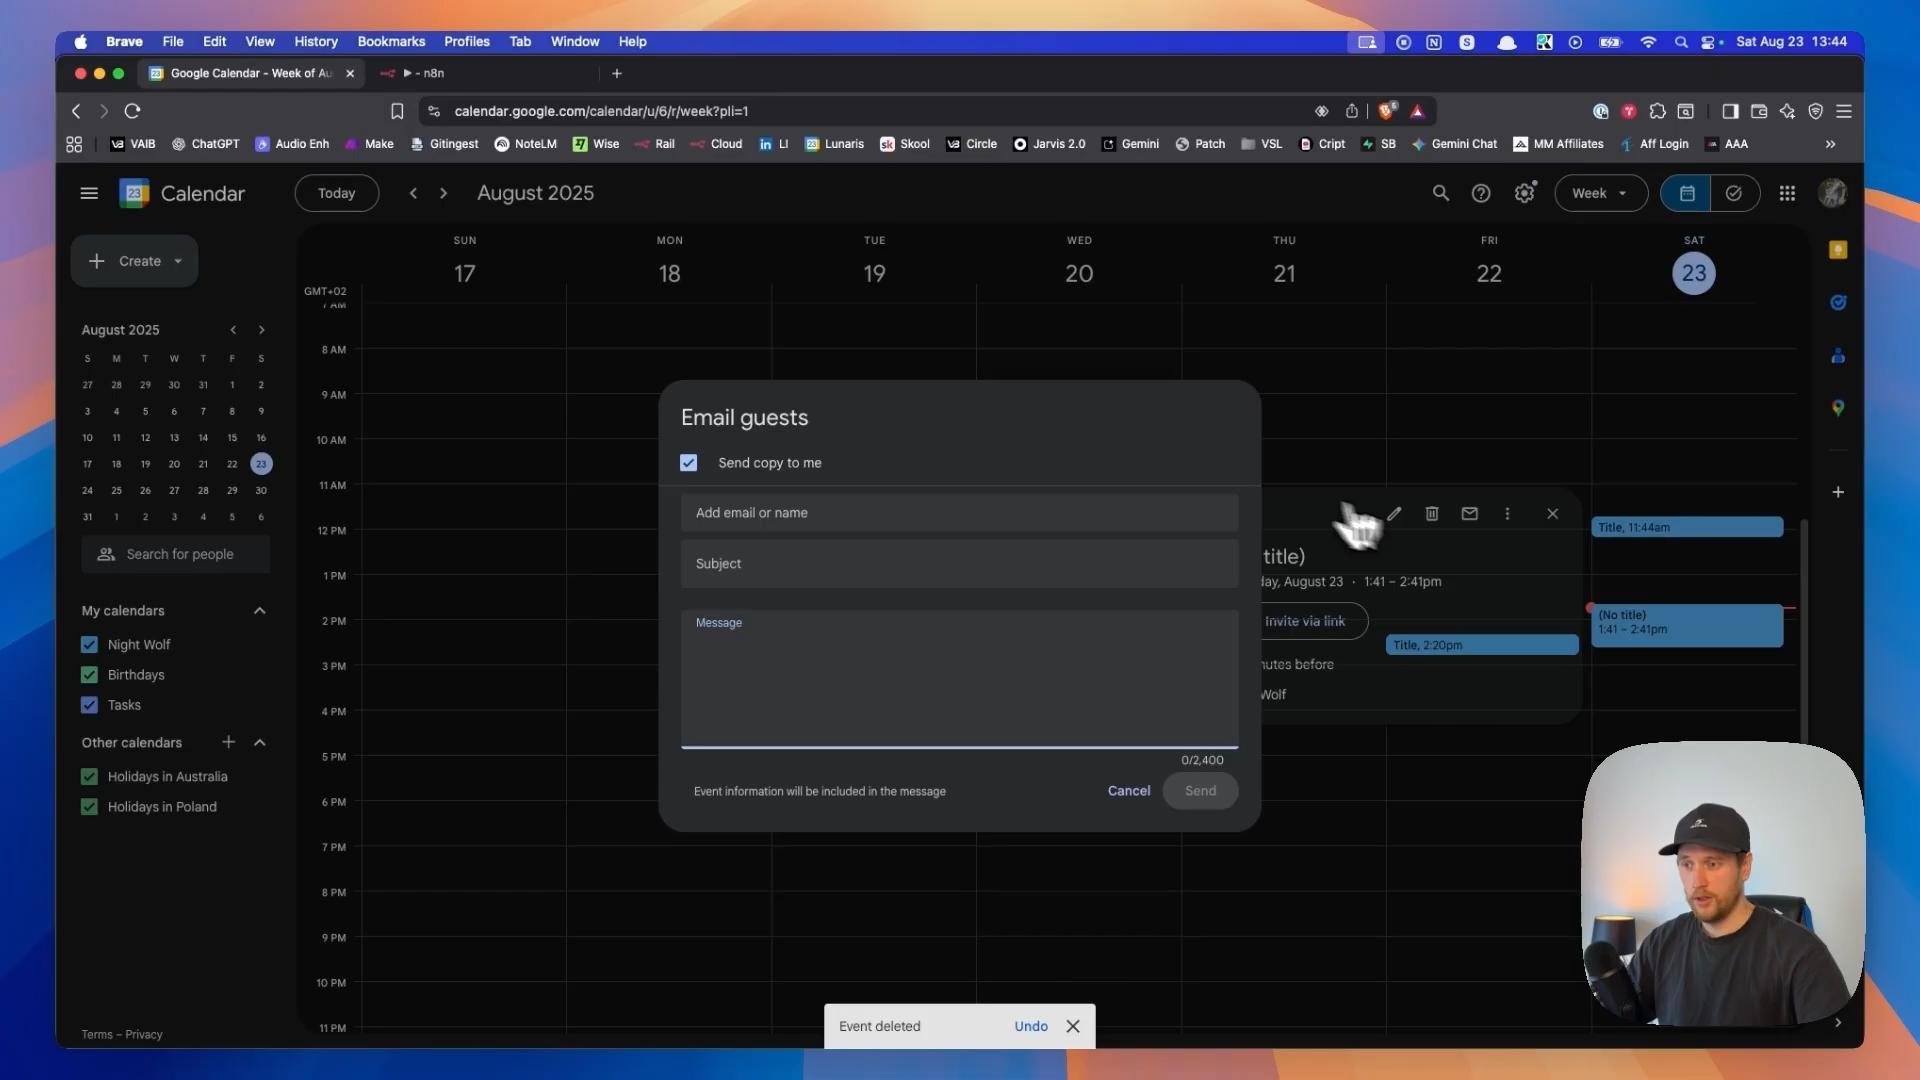 Brave File Edit View History Bookmarks Profiles Tab Window Help Sat Aug 23 13:44
Google Calendar - Week of Au ▶ - n8n
calendar.google.com/calendar/u/6/r/week?pli=1
VAIB ChatGPT Audio Enh Make Gitingest NoteLM Wise Rail Cloud LI Lunaris Skool Circle Jarvis 2.0 Gemini Patch VSL Cript SB Gemini Chat MM Affiliates Aff Login AAA
23 Calendar Today August 2025 Week
Create
SUN MON TUE WED THU FRI SAT
17 18 19 20 21 22 23
GMT+02
7 AM
8 AM
9 AM
10 AM
11 AM
12 PM
1 PM
2 PM
3 PM
4 PM
5 PM
6 PM
7 PM
8 PM
9 PM
10 PM
11 PM
August 2025
S M T W T F S
27 28 29 30 31 1 2
3 4 5 6 7 8 9
10 11 12 13 14 15 16
17 18 19 20 21 22 23
24 25 26 27 28 29 30
31 1 2 3 4 5 6
Search for people
My calendars
Night Wolf
Birthdays
Tasks
Other calendars
Holidays in Australia
Holidays in Poland
Terms – Privacy
Email guests
Send copy to me
Add email or name
Subject
Message
0/2,400
Event information will be included in the message
Cancel Send
title)
day, August 23 · 1:41 – 2:41pm
Invite via link
nutes before
Wolf
Title, 2:20pm
Title, 11:44am
(No title)
1:41 – 2:41pm
Event deleted Undo